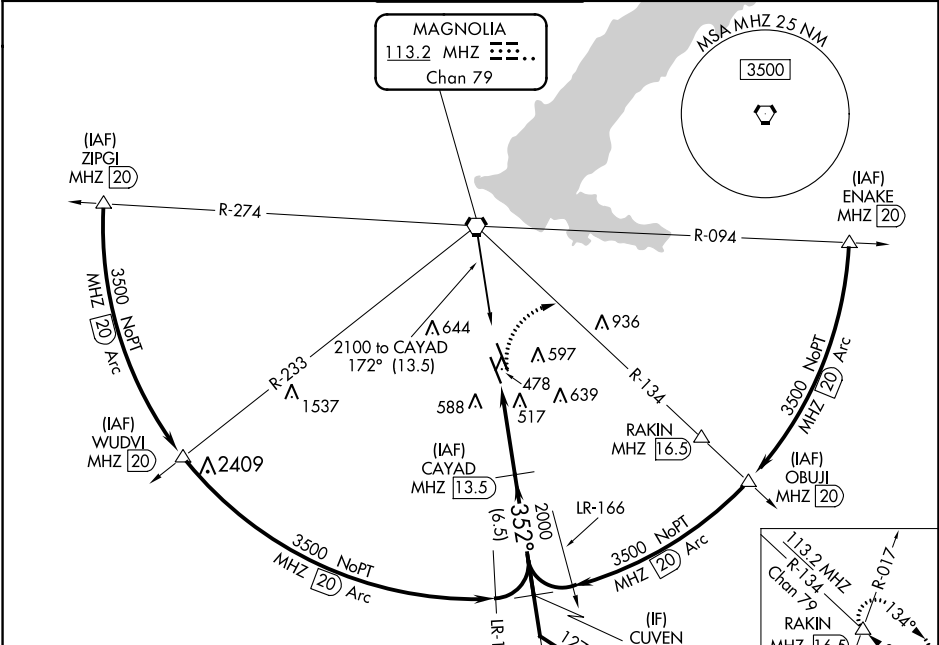 MAGNOLIA
113.2 MHZ
Chan 79
MSA MHZ 25 NM
3500
(IAF)
ZIPGI
MHZ 20
R-274
(IAF)
ENAKE
MHZ 20
R-094
3500 NoPT
MHZ 20 Arc
644
936
2100 to CAYAD
172° (13.5)
597
R-233
478
R-134
3500 NoPT
MHZ 20 Arc
1537
588
517
639
(IAF)
WUDVI
MHZ 20
2409
(IAF)
CAYAD
MHZ 13.5
RAKIN
MHZ 16.5
(IAF)
OBUJI
MHZ 20
352°
(6.5)
2000
LR-166
3500 NoPT
MHZ 20 Arc
3500 NoPT
MHZ 20 Arc
(IF)
CUVEN
113.2 MHZ
R-134
Chan 79
R-017
134°
RAKIN
MHZ 16.5